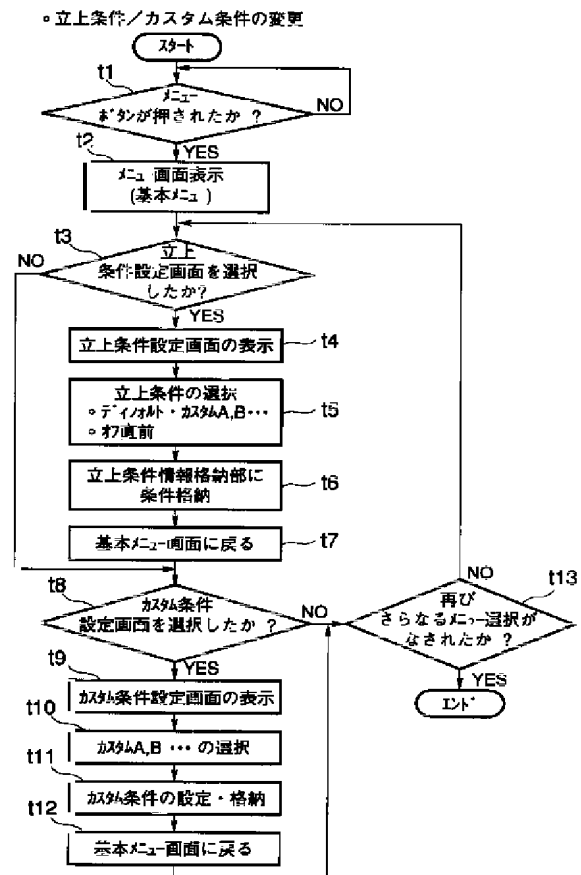 ○立上条件／カスタム条件の変更
スタート
t1
メニュー
ボタンが押されたか ?
NO
YES
t2
メニュー画面表示
(基本メニュー)
t3
NO
立上
条件設定画面を選択
したか?
YES
立上条件設定画面の表示
t4
立上条件の選択
○ディフォルト・カスタムA,B・・・
○オフ直前
t5
立上条件情報格納部に
条件格納
t6
基本メニュー画面に戻る
t7
t8
カスタム条件
設定画面を選択したか ?
NO
YES
NO
t13
再び
さらなるメニュー選択が
なされたか ?
YES
エンド
t9
カスタム条件設定画面の表示
t10
カスタムA,B ・・・の選択
t11
カスタム条件の設定・格納
t12
基本メニュー画面に戻る